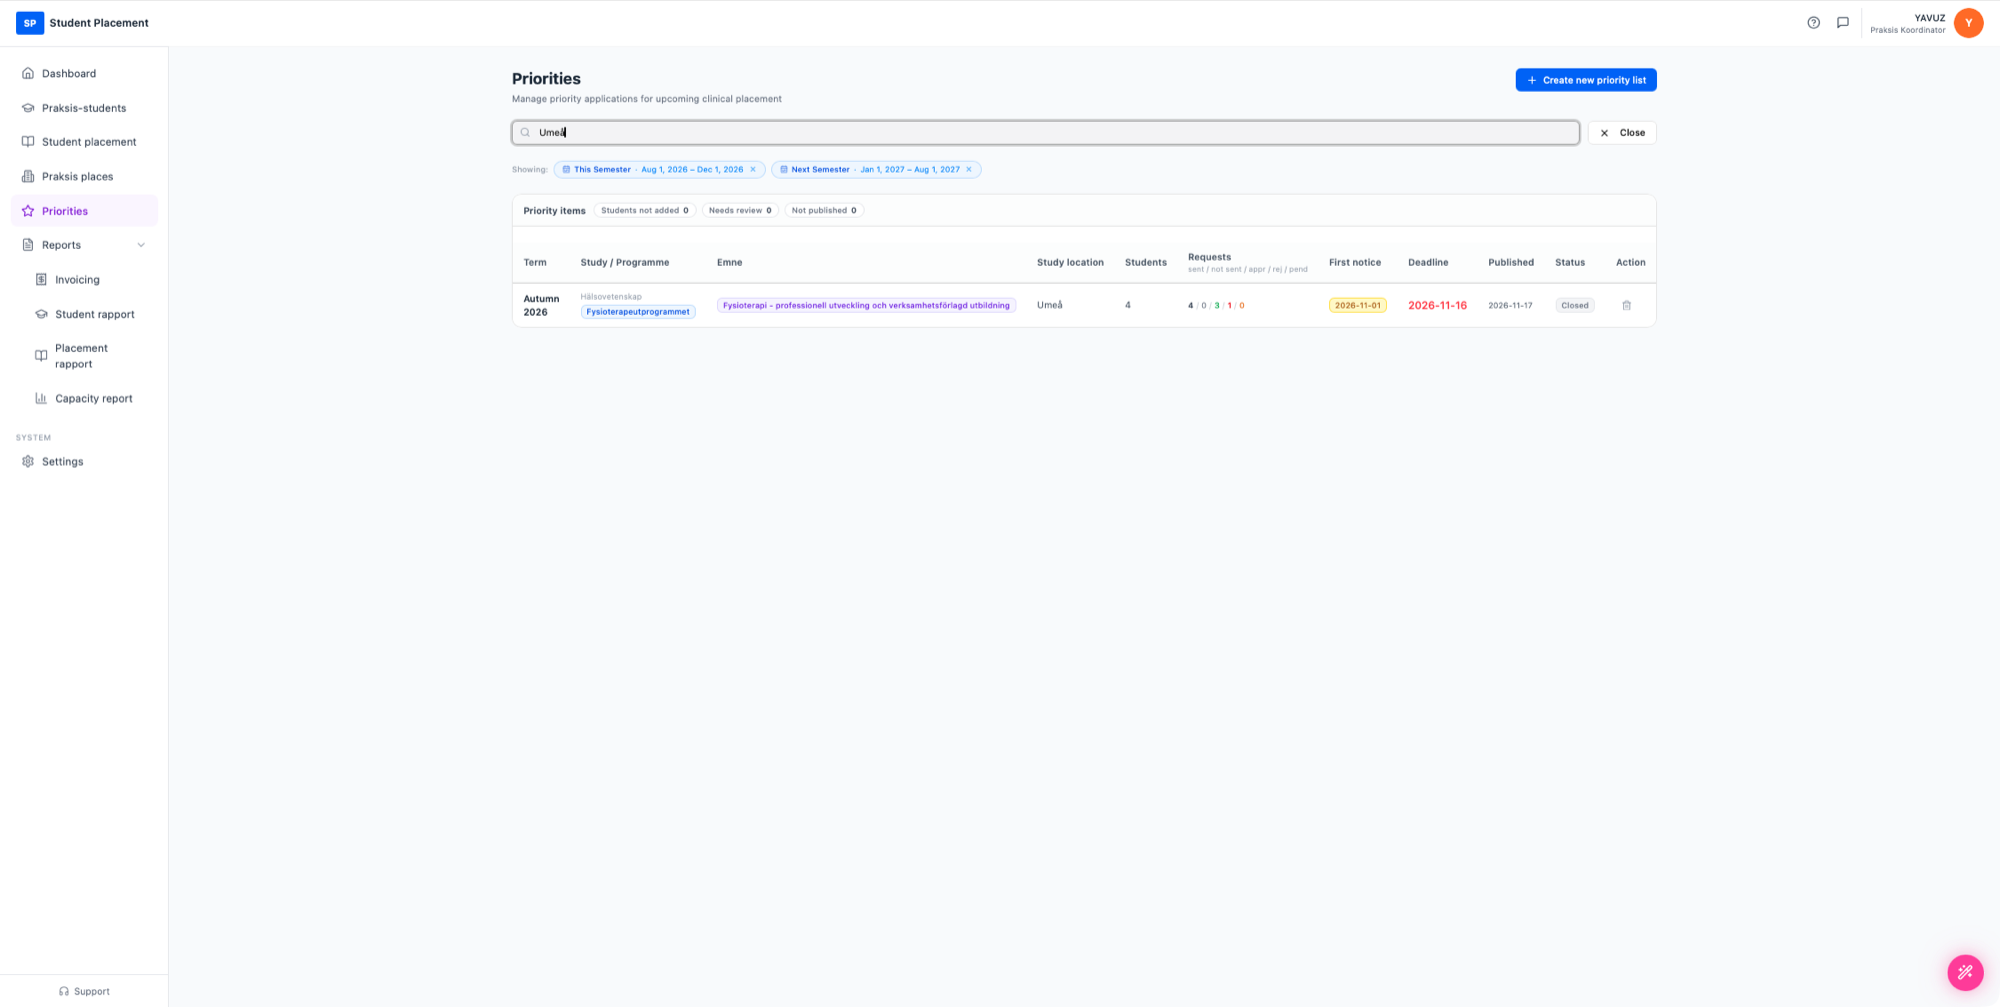 SP Student Placement
YAVUZ
Praksis Koordinator
Y
Dashboard
Praksis-students
Student placement
Praksis places
Priorities
Reports
Invoicing
Student rapport
Placement
rapport
Capacity report
SYSTEM
Settings
Support
Priorities
Manage priority applications for upcoming clinical placement
Create new priority list
Umeå
Close
Showing: This Semester · Aug 1, 2026 – Dec 1, 2026 Next Semester · Jan 1, 2027 – Aug 1, 2027
Priority items Students not added 0 Needs review 0 Not published 0
Term Study / Programme Emne Study location Students Requests First notice Deadline Published Status Action
sent / not sent / appr / rej / pend
Autumn
2026
Hälsovetenskap
Fysioterapeutprogrammet
Fysioterapi - professionell utveckling och verksamhetsförlagd utbildning
Umeå
4
4 / 0 / 3 / 1 / 0
2026-11-01
2026-11-16
2026-11-17
Closed